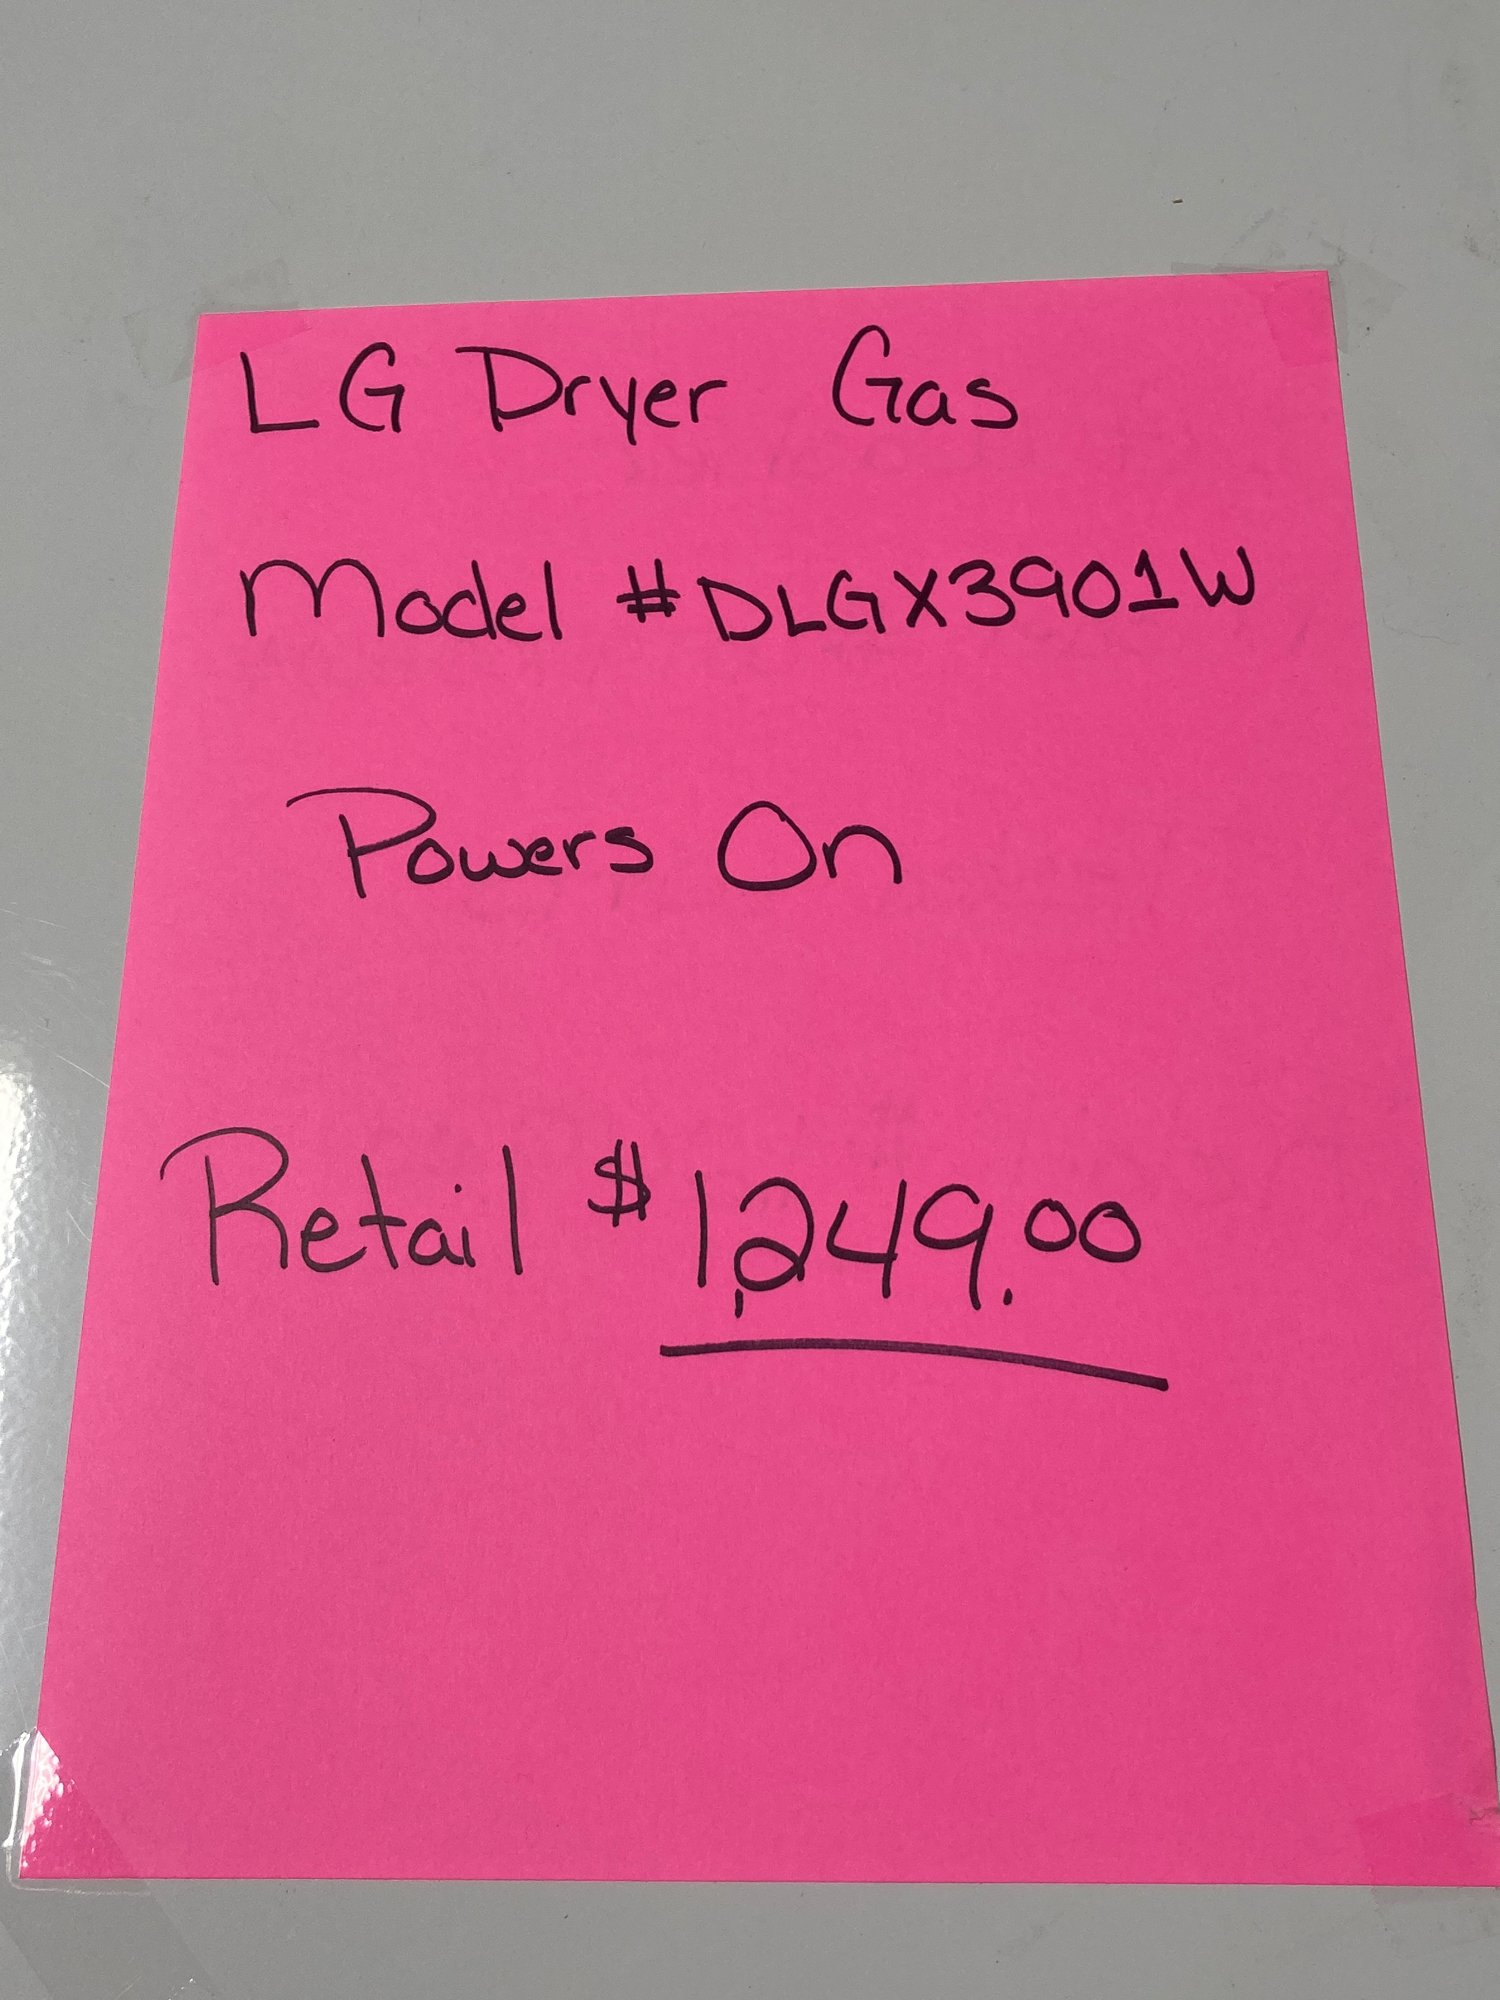 LG Dryer Gas
Model #DLGX3901W
Powers On
Retail $1,249.00